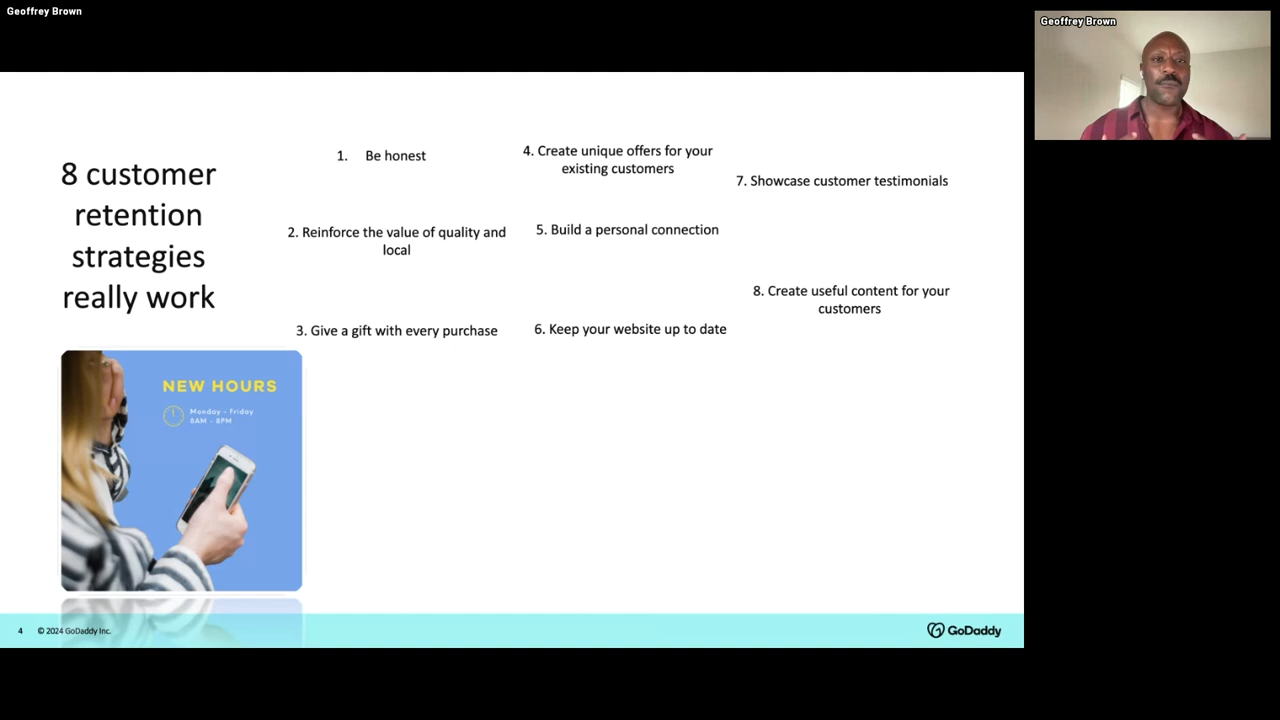 Geoffrey Brown
Geoffrey Brown
8 customer
retention
strategies
really work
1. Be honest
2. Reinforce the value of quality and
local
3. Give a gift with every purchase
4. Create unique offers for your
existing customers
5. Build a personal connection
6. Keep your website up to date
7. Showcase customer testimonials
8. Create useful content for your
customers
NEW HOURS
Monday - Friday
8AM - 8PM
4 © 2024 GoDaddy Inc.
GoDaddy